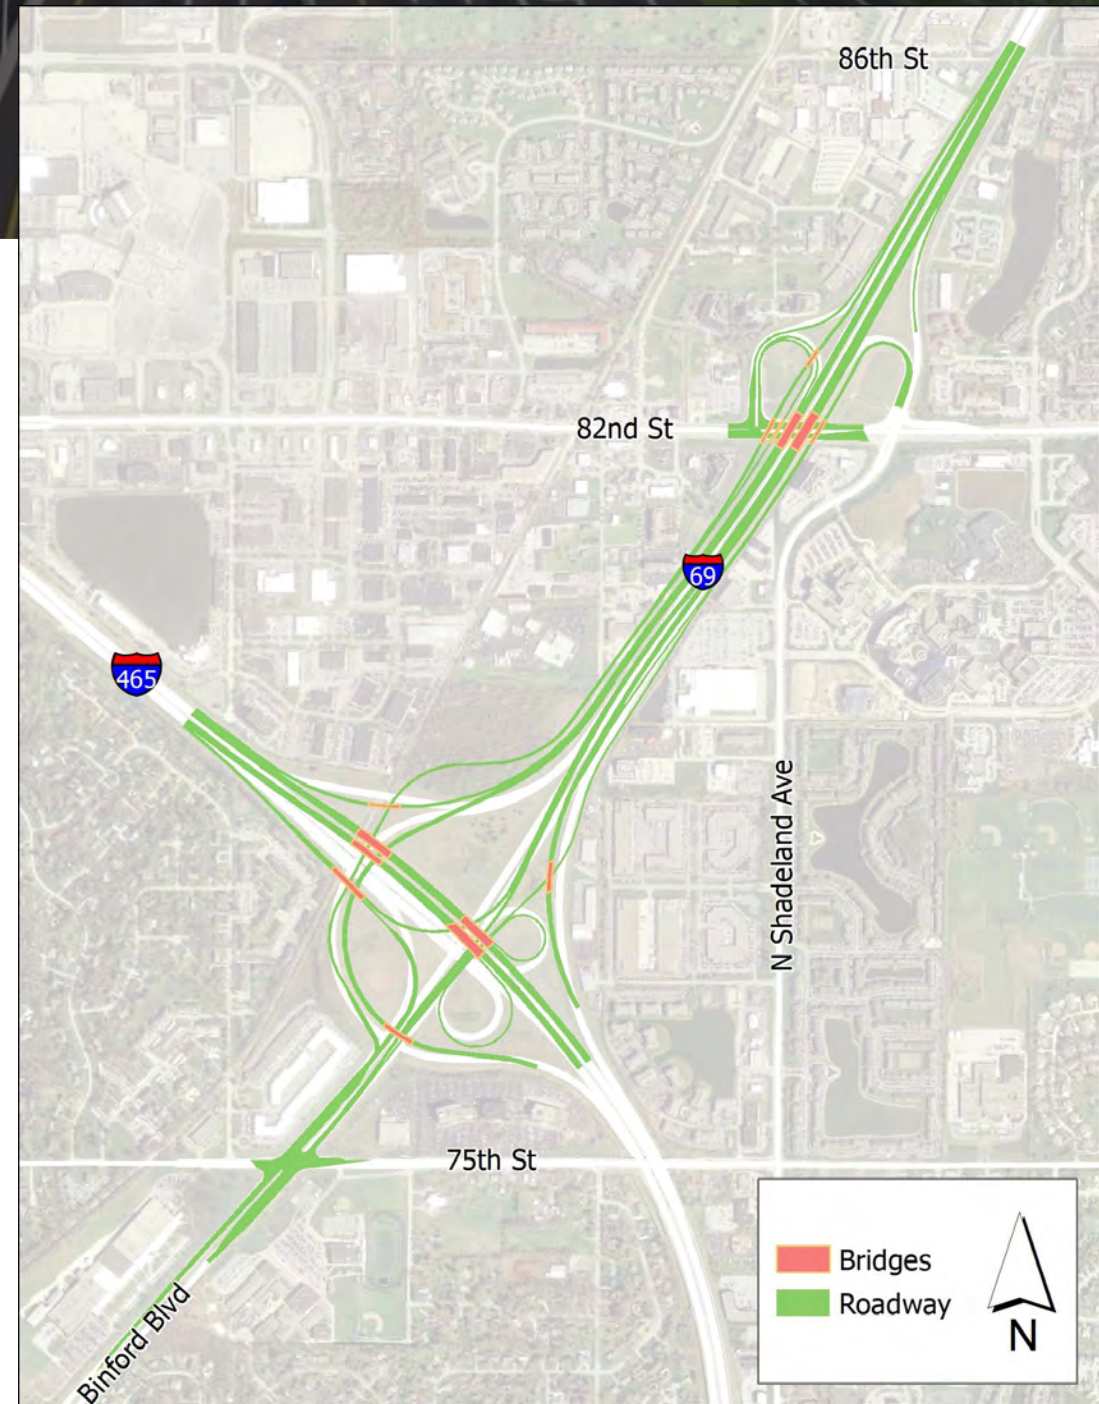 86th St
82nd St
69
465
N Shadeland Ave
75th St
Bridges
Roadway
N
Binford Blvd